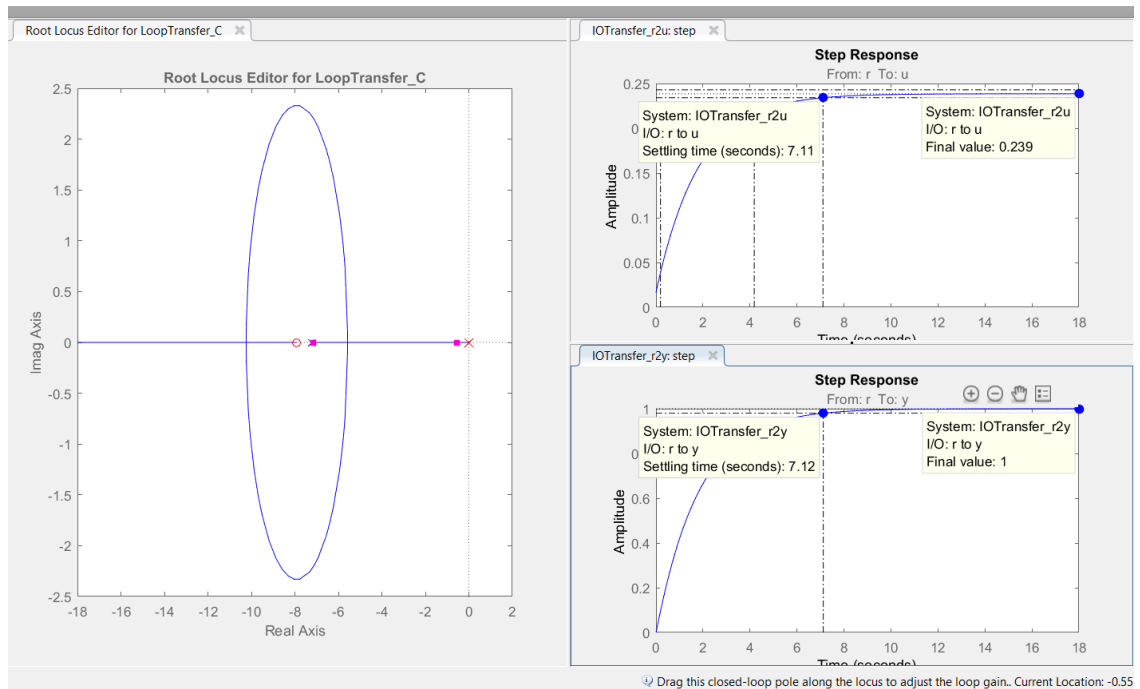 Root Locus Editor for LoopTransfer_C
Root Locus Editor for LoopTransfer_C
2.5
2
1.5
1
0.5
0
-0.5
-1
-1.5
-2
-2.5
Imag Axis
-18 -16 -14 -12 -10 -8 -6 -4 -2 0 2
Real Axis
IOTransfer_r2u: step
Step Response
From: r To: u
0.25
0.15
0.1
0.05
0
Amplitude
System: IOTransfer_r2u
I/O: r to u
Settling time (seconds): 7.11
System: IOTransfer_r2u
I/O: r to u
Final value: 0.239
0 2 4 6 8 10 12 14 16 18
Time (seconds)
IOTransfer_r2y: step
Step Response
From: r To: y
1
0.6
0.4
0.2
0
Amplitude
System: IOTransfer_r2y
I/O: r to y
Settling time (seconds): 7.12
System: IOTransfer_r2y
I/O: r to y
Final value: 1
0 2 4 6 8 10 12 14 16 18
Time (seconds)
Drag this closed-loop pole along the locus to adjust the loop gain.. Current Location: -0.55